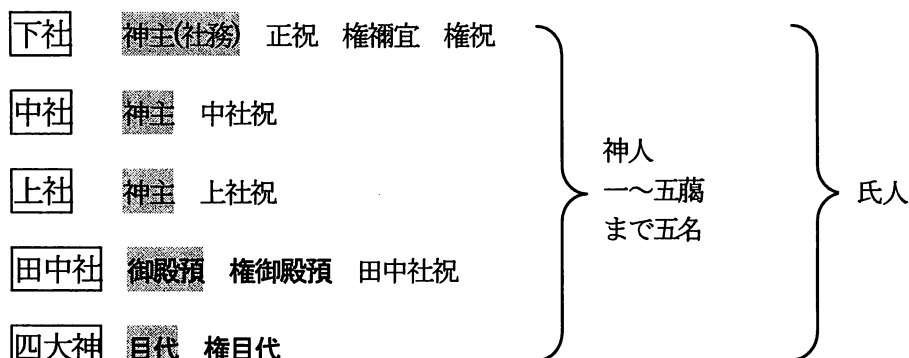 下社 神主(社務) 正祝 権禰宜 権祝
中社 神主 中社祝
上社 神主 上社祝
田中社 御殿預 権御殿預 田中社祝
四大神 目代 権目代
神人
一～五﨟
まで五名
氏人